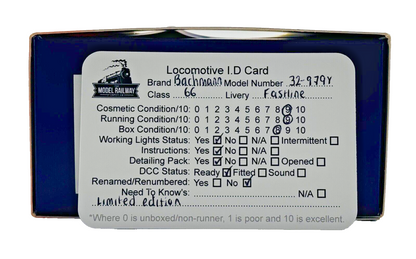 Locomotive I.D Card
MODEL RAILWAY
Brand Bachmann Model Number 32-979Y
Class 66 Livery Fastline
Cosmetic Condition/10: 0 1 2 3 4 5 6 7 8 9 10
Running Condition/10: 0 1 2 3 4 5 6 7 8 9 10
Box Condition/10: 0 1 2 3 4 5 6 7 8 9 10
Working Lights Status: Yes ☑ No ☐ N/A ☐ Intermittent ☐
Instructions: Yes ☑ No ☐ N/A ☐
Detailing Pack: Yes ☑ No ☐ N/A ☐ Opened ☐
DCC Status: Ready ☑ Fitted ☐ Sound ☐
Renamed/Renumbered: Yes ☐ No ☑
Need To Know's: N/A ☐
Limited edition
*Where 0 is unboxed/non-runner, 1 is poor and 10 is excellent.